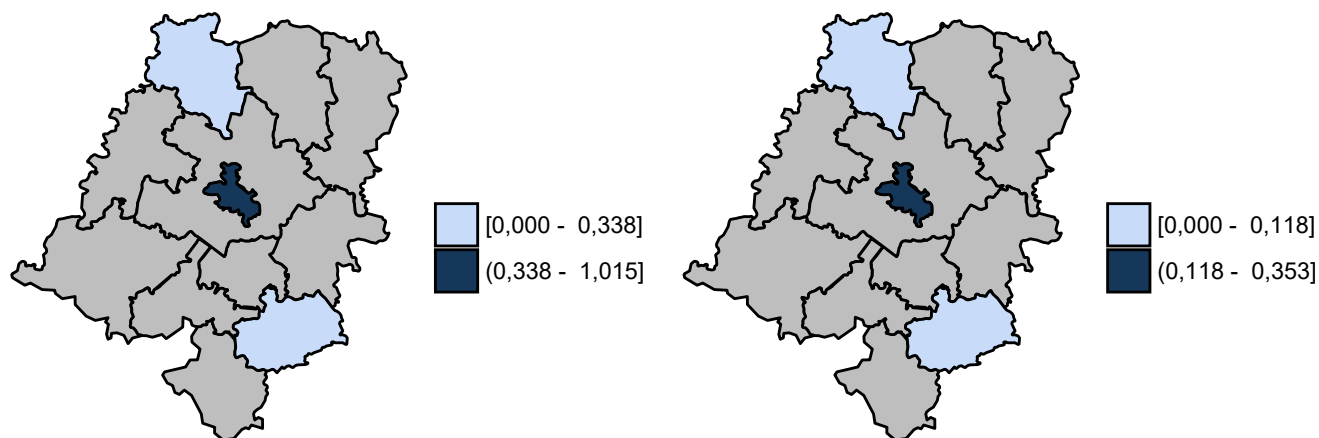 [0,000 - 0,338]
(0,338 - 1,015]
[0,000 - 0,118]
(0,118 - 0,353]